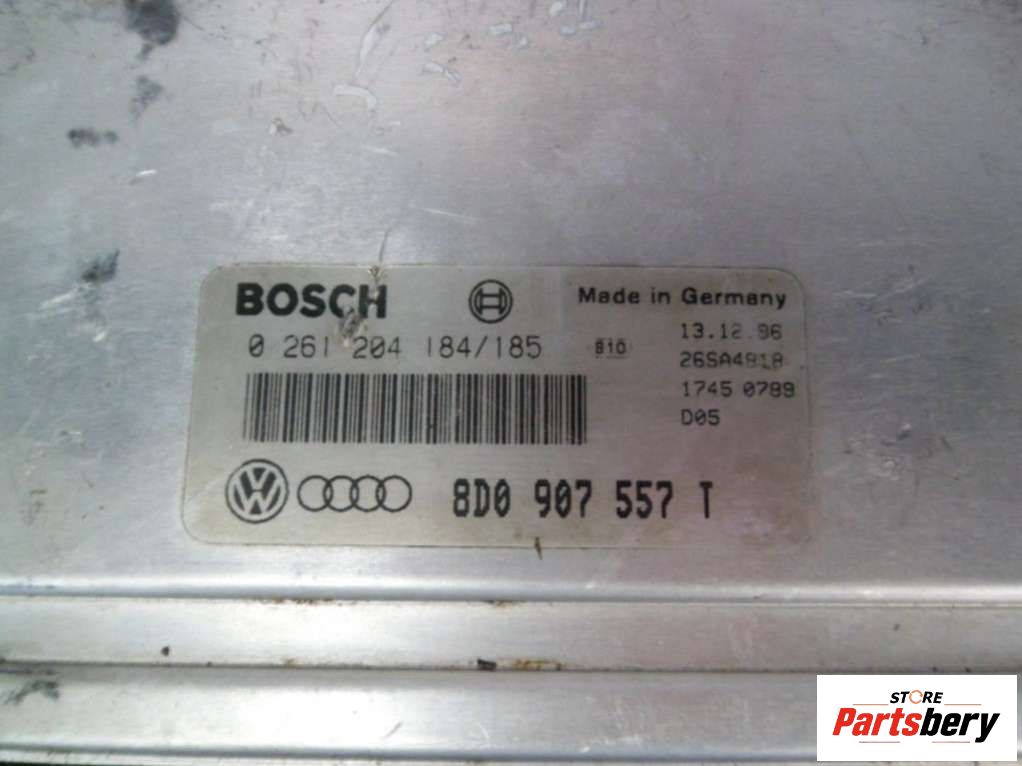 BOSCH Made in Germany
0 261 204 184/185 810 13.12.96
26SA4818
1745 0789
D05
8D0 907 557 T
STORE
Partsbery